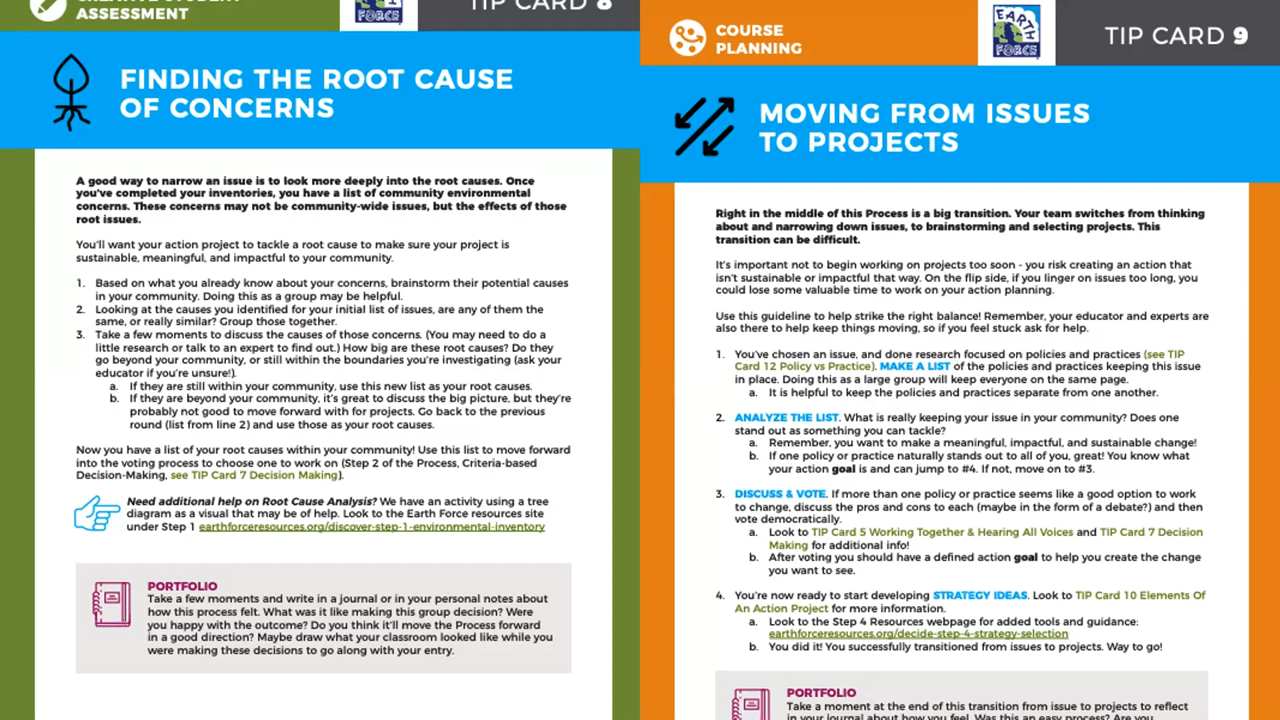 ASSESSMENT
TIP CARD 8
FINDING THE ROOT CAUSE
OF CONCERNS
A good way to narrow an issue is to look more deeply into the root causes. Once
you've completed your inventories, you have a list of community environmental
concerns. These concerns may not be community-wide issues, but the effects of those
root issues.
You'll want your action project to tackle a root cause to make sure your project is
sustainable, meaningful, and impactful to your community.
1. Based on what you already know about your concerns, brainstorm their potential causes
in your community. Doing this as a group may be helpful.
2. Looking at the causes you identified for your initial list of issues, are any of them the
same, or really similar? Group those together.
3. Take a few moments to discuss the causes of those concerns. (You may need to do a
little research or talk to an expert to find out.) How big are these root causes? Do they
go beyond your community, or still within the boundaries you're investigating (ask your
educator if you're unsure!).
a. If they are still within your community, use this new list as your root causes.
b. If they are beyond your community, it's great to discuss the big picture, but they're
probably not good to move forward with for projects. Go back to the previous
round (list from line 2) and use those as your root causes.
Now you have a list of your root causes within your community! Use this list to move forward
into the voting process to choose one to work on (Step 2 of the Process, Criteria-based
Decision-Making, see TIP Card 7 Decision Making).
Need additional help on Root Cause Analysis? We have an activity using a tree
diagram as a visual that may be of help. Look to the Earth Force resources site
under Step 1 earthforceresources.org/discover-step-1-environmental-inventory
PORTFOLIO
Take a few moments and write in a journal or in your personal notes about
how this process felt. What was it like making this group decision? Were
you happy with the outcome? Do you think it'll move the Process forward
in a good direction? Maybe draw what your classroom looked like while you
were making these decisions to go along with your entry.
COURSE
PLANNING
EARTH
FORCE
TIP CARD 9
MOVING FROM ISSUES
TO PROJECTS
Right in the middle of this Process is a big transition. Your team switches from thinking
about and narrowing down issues, to brainstorming and selecting projects. This
transition can be difficult.
It's important not to begin working on projects too soon - you risk creating an action that
isn't sustainable or impactful that way. On the flip side, if you linger on issues too long, you
could lose some valuable time to work on your action planning.
Use this guideline to help strike the right balance! Remember, your educator and experts are
also there to help keep things moving, so if you feel stuck ask for help.
1. You've chosen an issue, and done research focused on policies and practices (see TIP
Card 12 Policy vs Practice). MAKE A LIST of the policies and practices keeping this issue
in place. Doing this as a large group will keep everyone on the same page.
a. It is helpful to keep the policies and practices separate from one another.
2. ANALYZE THE LIST. What is really keeping your issue in your community? Does one
stand out as something you can tackle?
a. Remember, you want to make a meaningful, impactful, and sustainable change!
b. If one policy or practice naturally stands out to all of you, great! You know what
your action goal is and can jump to #4. If not, move on to #3.
3. DISCUSS & VOTE. If more than one policy or practice seems like a good option to work
to change, discuss the pros and cons to each (maybe in the form of a debate?) and then
vote democratically.
a. Look to TIP Card 5 Working Together & Hearing All Voices and TIP Card 7 Decision
Making for additional info!
b. After voting you should have a defined action goal to help you create the change
you want to see.
4. You're now ready to start developing STRATEGY IDEAS. Look to TIP Card 10 Elements Of
An Action Project for more information.
a. Look to the Step 4 Resources webpage for added tools and guidance:
earthforceresources.org/decide-step-4-strategy-selection
b. You did it! You successfully transitioned from issues to projects. Way to go!
PORTFOLIO
Take a moment at the end of this transition from issue to projects to reflect
in your journal about how you feel. Was this an easy process? Are you